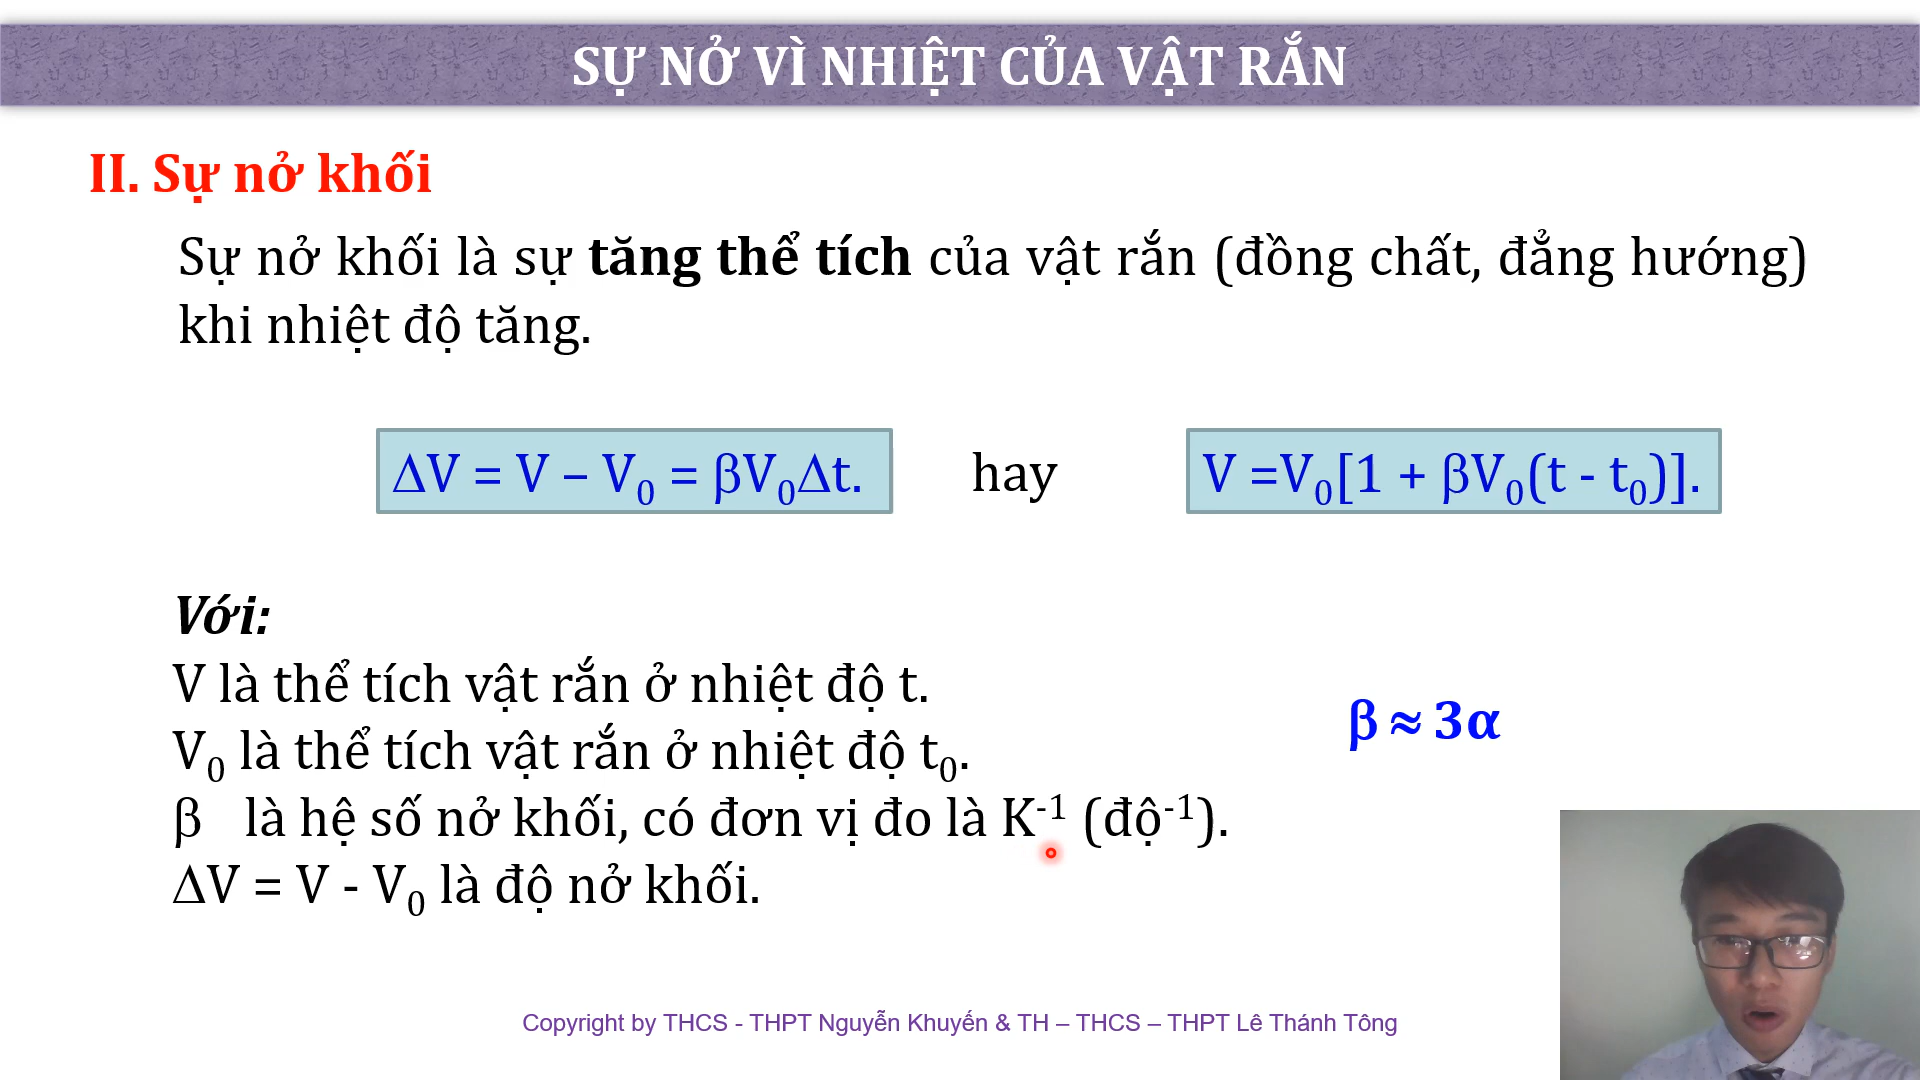 SỰ NỞ VÌ NHIỆT CỦA VẬT RẮN
II. Sự nở khối
Sự nở khối là sự tăng thể tích của vật rắn (đồng chất, đẳng hướng)
khi nhiệt độ tăng.
ΔV = V – V₀ = βV₀Δt. hay V =V₀[1 + βV₀(t - t₀)].
Với:
V là thể tích vật rắn ở nhiệt độ t.
V₀ là thể tích vật rắn ở nhiệt độ t₀.
β là hệ số nở khối, có đơn vị đo là K⁻¹ (độ⁻¹).
ΔV = V - V₀ là độ nở khối.
β ≈ 3α
Copyright by THCS - THPT Nguyễn Khuyến & TH – THCS – THPT Lê Thánh Tông